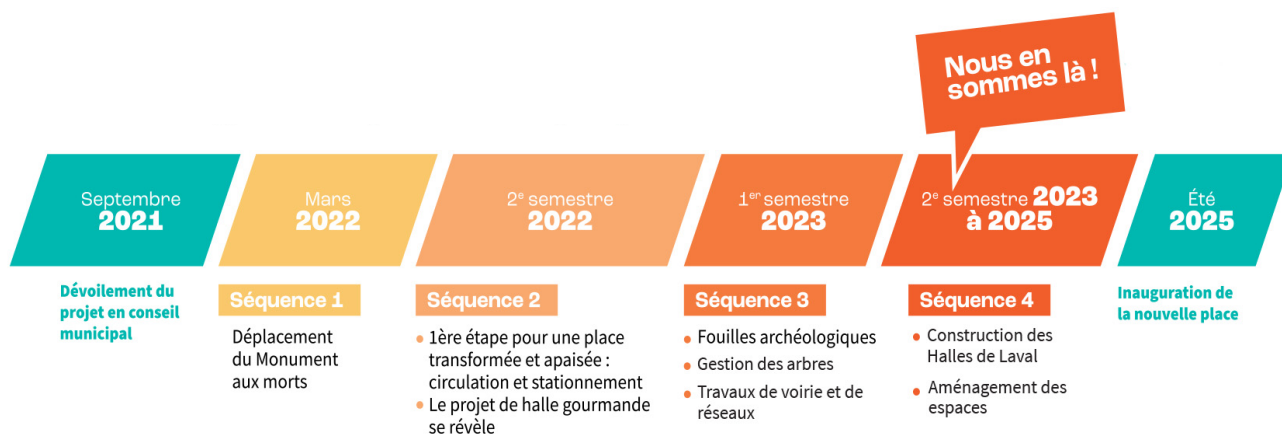 Nous en
sommes là !
Septembre
2021
Mars
2022
2e semestre
2022
1er semestre
2023
2e semestre 2023
à 2025
Été
2025
Dévoilement du
projet en conseil
municipal
Séquence 1
Déplacement
du Monument
aux morts
Séquence 2
• 1ère étape pour une place
transformée et apaisée :
circulation et stationnement
• Le projet de halle gourmande
se révèle
Séquence 3
• Fouilles archéologiques
• Gestion des arbres
• Travaux de voirie et de
réseaux
Séquence 4
• Construction des
Halles de Laval
• Aménagement des
espaces
Inauguration de
la nouvelle place